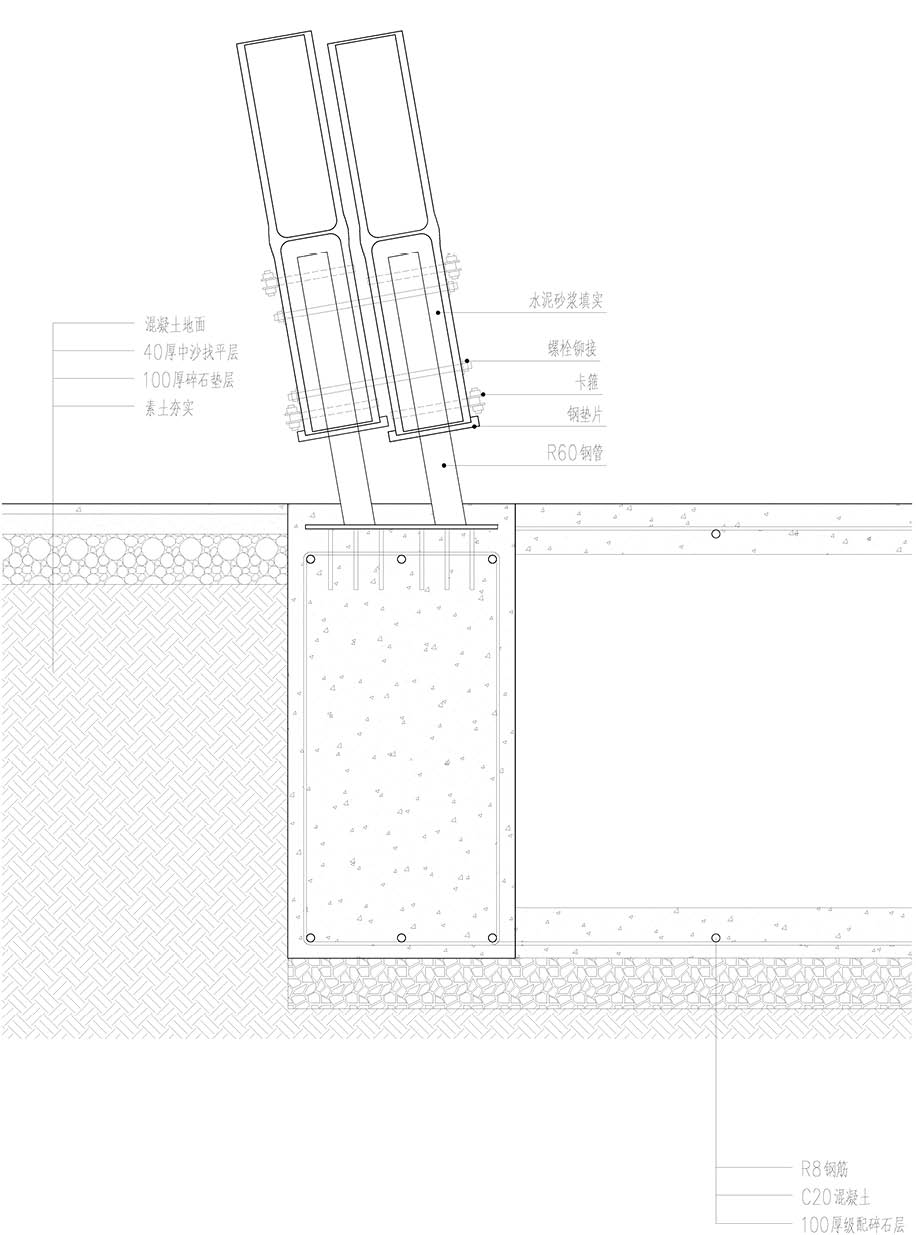 水泥砂浆填实
混凝土地面
螺栓铆接
40厚中沙找平层
100厚碎石垫层
卡箍
素土夯实
钢垫片
R60钢管
R8钢筋
C20混凝土
100厚级配碎石层